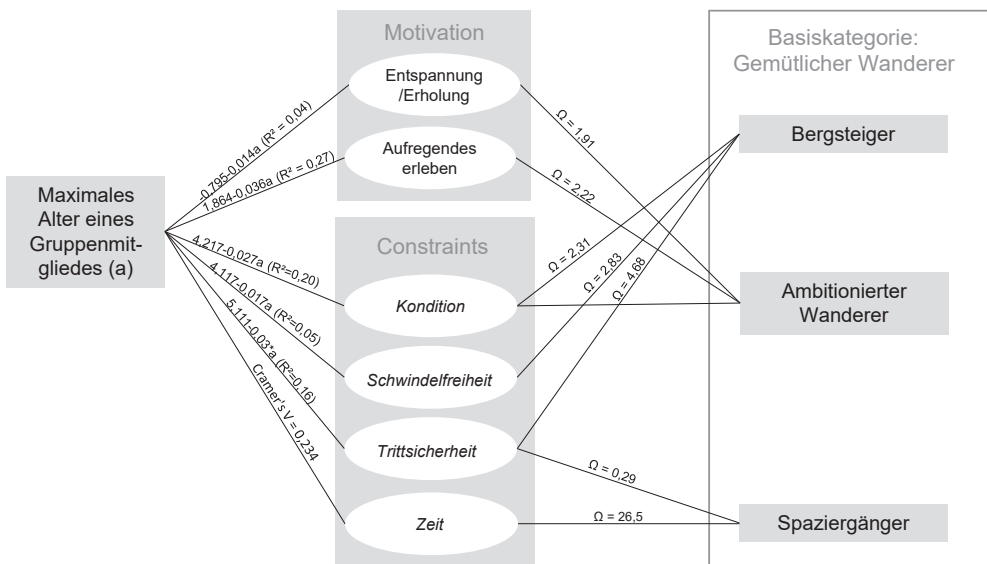 Maximales
Alter eines
Gruppenmit-
gliedes (a)
-0,795-0,014a (R² = 0,04)
1,864-0,036a (R² = 0,27)
4,217-0,027a (R²=0,20)
4,117-0,017a (R²=0,05)
5,111-0,03*a (R²=0,16)
Cramer's V = 0,234
Motivation
Entspannung
/Erholung
Aufregendes
erleben
Constraints
Kondition
Schwindelfreiheit
Trittsicherheit
Zeit
Ω = 1,91
Ω = 2,22
Ω = 2,31
Ω = 2,83
Ω = 4,68
Ω = 0,29
Ω = 26,5
Basiskategorie:
Gemütlicher Wanderer
Bergsteiger
Ambitionierter
Wanderer
Spaziergänger